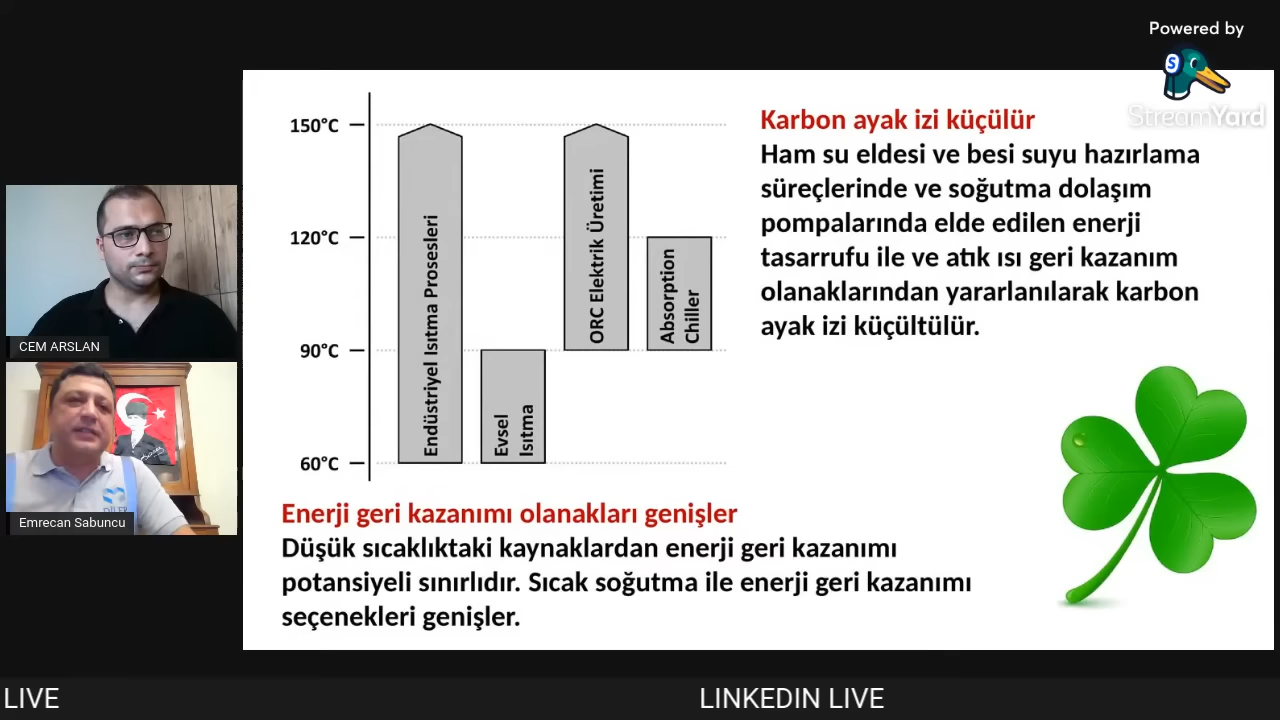 Powered by
S
StreamYard
150°C
120°C
90°C
60°C
Endüstriyel Isıtma Prosesleri
Evsel
Isıtma
ORC Elektrik Üretimi
Absorption
Chiller
Karbon ayak izi küçülür
Ham su eldesi ve besi suyu hazırlama
süreçlerinde ve soğutma dolaşım
pompalarında elde edilen enerji
tasarrufu ile ve atık ısı geri kazanım
olanaklarından yararlanılarak karbon
ayak izi küçültülür.
Enerji geri kazanımı olanakları genişler
Düşük sıcaklıktaki kaynaklardan enerji geri kazanımı
potansiyeli sınırlıdır. Sıcak soğutma ile enerji geri kazanımı
seçenekleri genişler.
CEM ARSLAN
Emrecan Sabuncu
LIVE
LINKEDIN LIVE